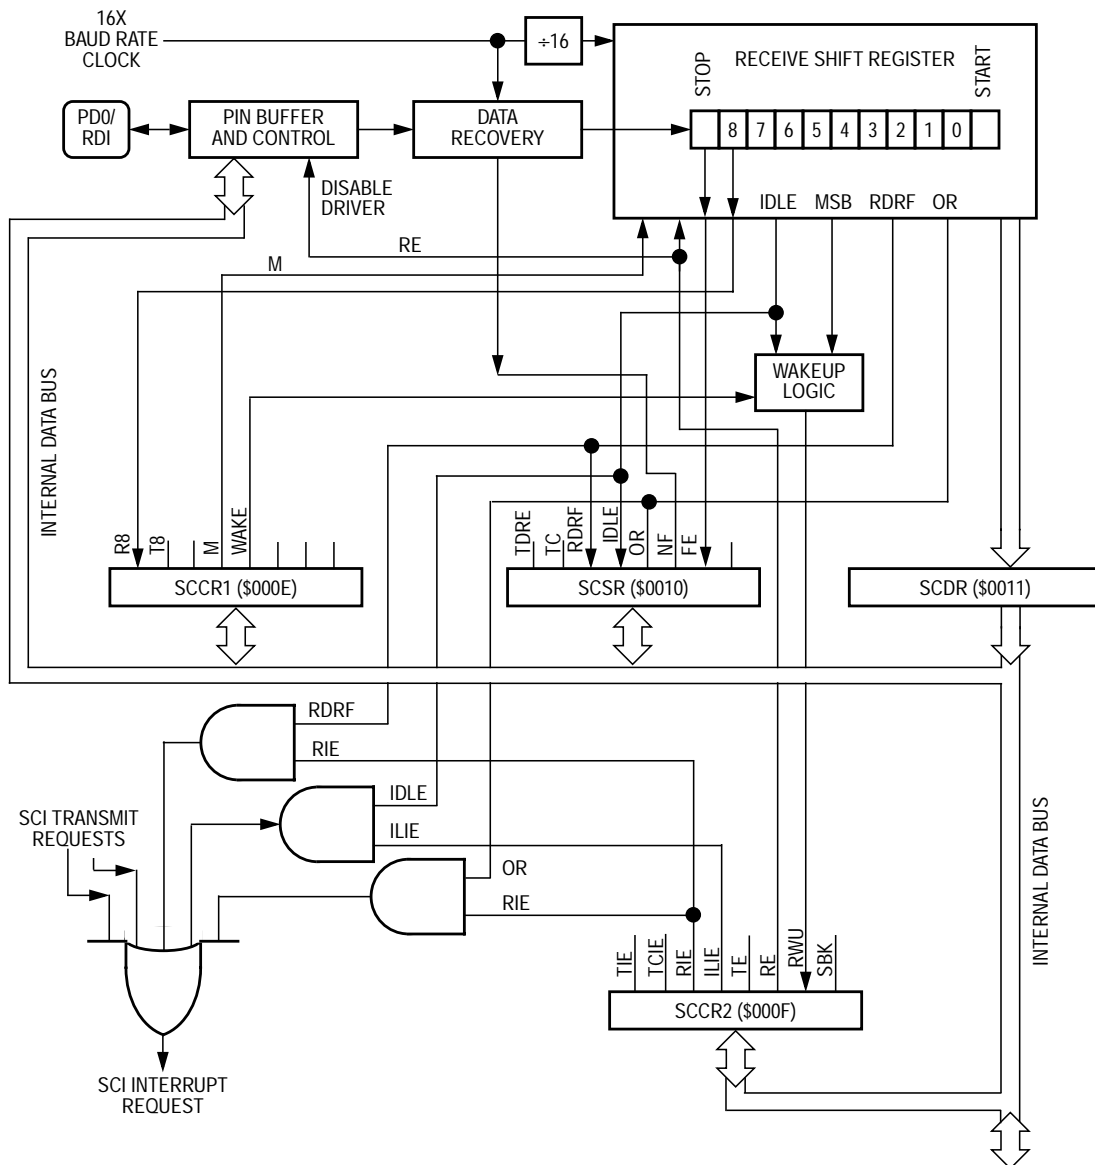 16X
BAUD RATE
CLOCK
÷16
RECEIVE SHIFT REGISTER
STOP
START
PD0/
RDI
PIN BUFFER
AND CONTROL
DATA
RECOVERY
8 7 6 5 4 3 2 1 0
DISABLE
DRIVER
IDLE MSB RDRF OR
RE
M
WAKEUP
LOGIC
INTERNAL DATA BUS
R8
T8
M
WAKE
TDRE
TC
RDRF
IDLE
OR
NF
FE
SCCR1 ($000E)
SCSR ($0010)
SCDR ($0011)
RDRF
RIE
IDLE
ILIE
SCI TRANSMIT
REQUESTS
OR
RIE
INTERNAL DATA BUS
TIE
TCIE
RIE
ILIE
TE
RE
RWU
SBK
SCCR2 ($000F)
SCI INTERRUPT
REQUEST